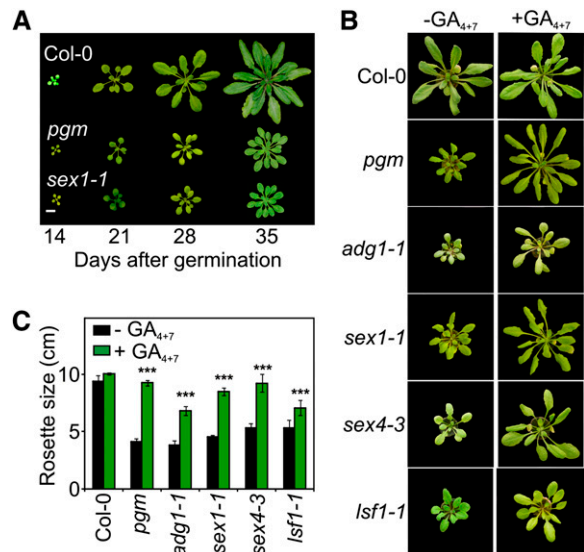 A
Col-0
pgm
sex1-1
14 21 28 35
Days after germination
B
-GA4+7 +GA4+7
Col-0
pgm
adg1-1
sex1-1
sex4-3
lsf1-1
C
- GA4+7
+ GA4+7
Rosette size (cm)
10
5
0
*** *** *** *** ***
Col-0 pgm adg1-1 sex1-1 sex4-3 lsf1-1